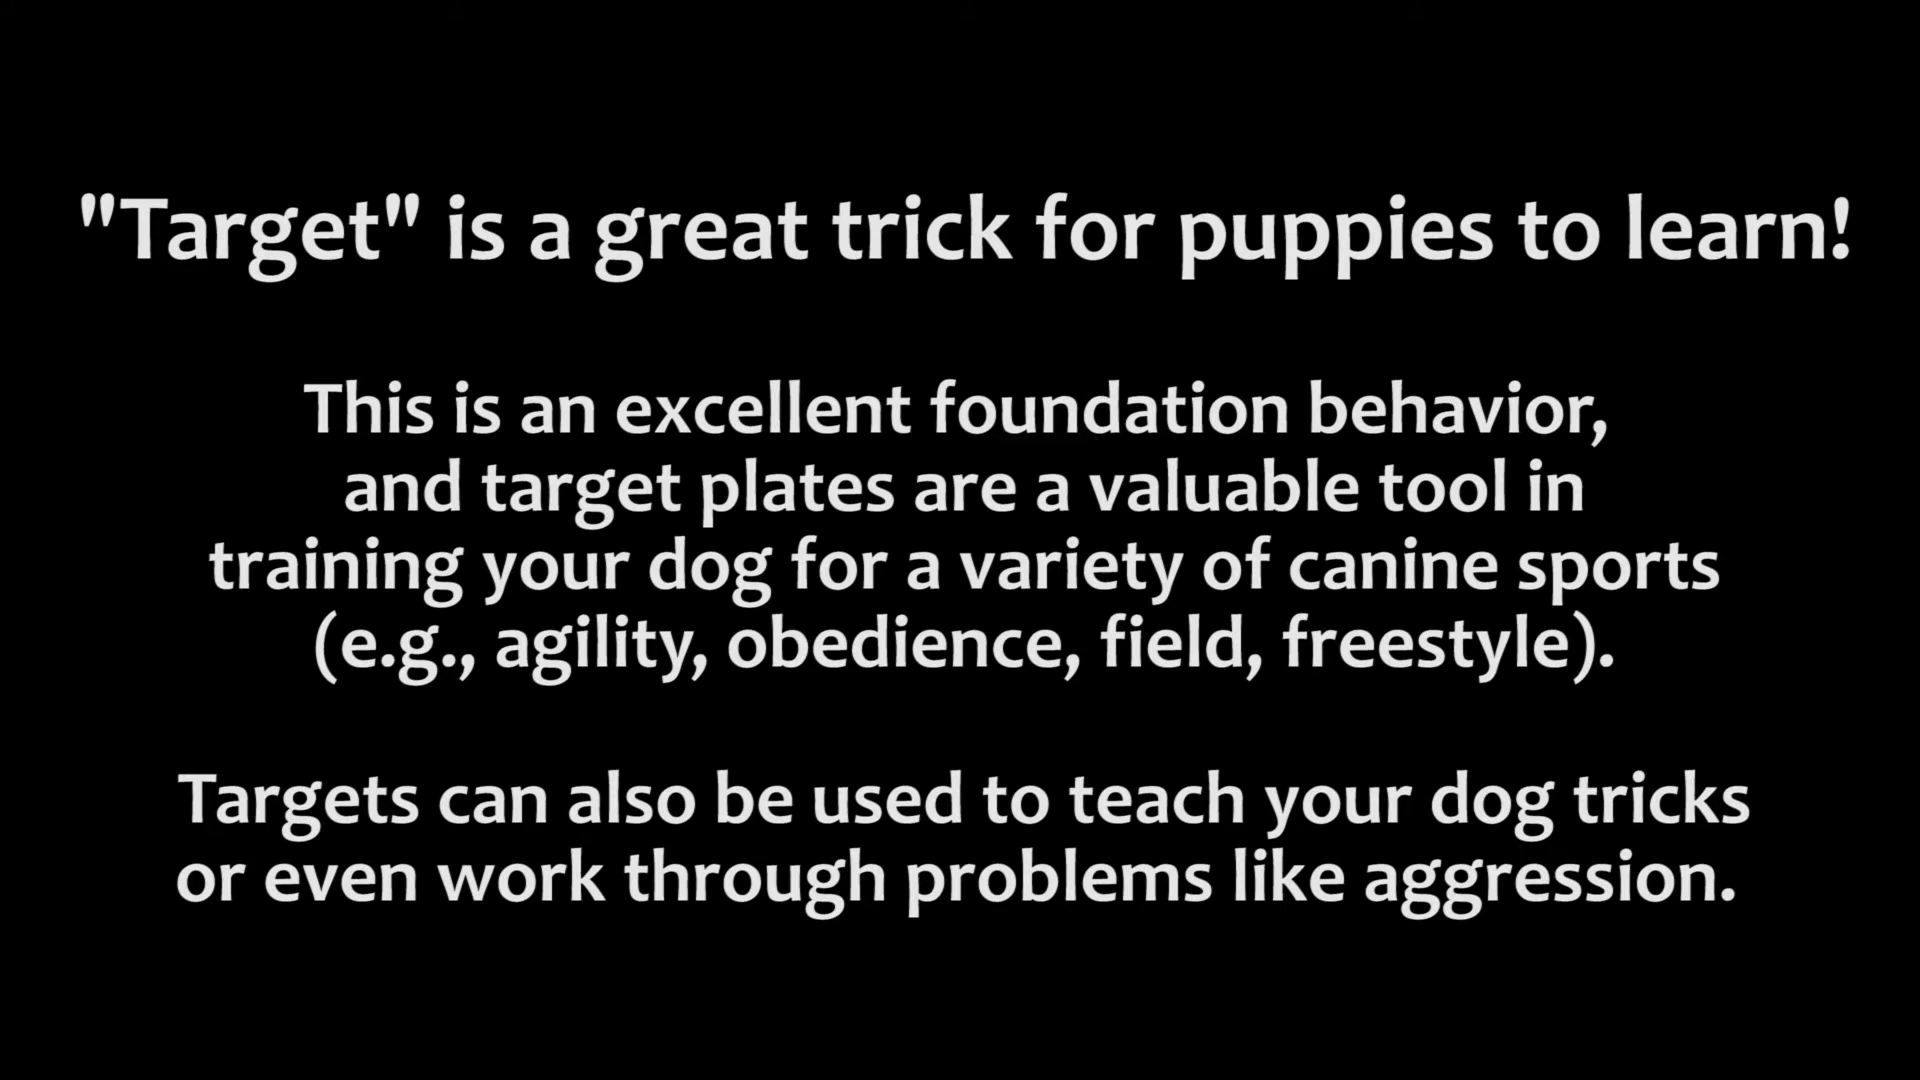 "Target" is a great trick for puppies to learn!
This is an excellent foundation behavior,
and target plates are a valuable tool in
training your dog for a variety of canine sports
(e.g., agility, obedience, field, freestyle).
Targets can also be used to teach your dog tricks
or even work through problems like aggression.